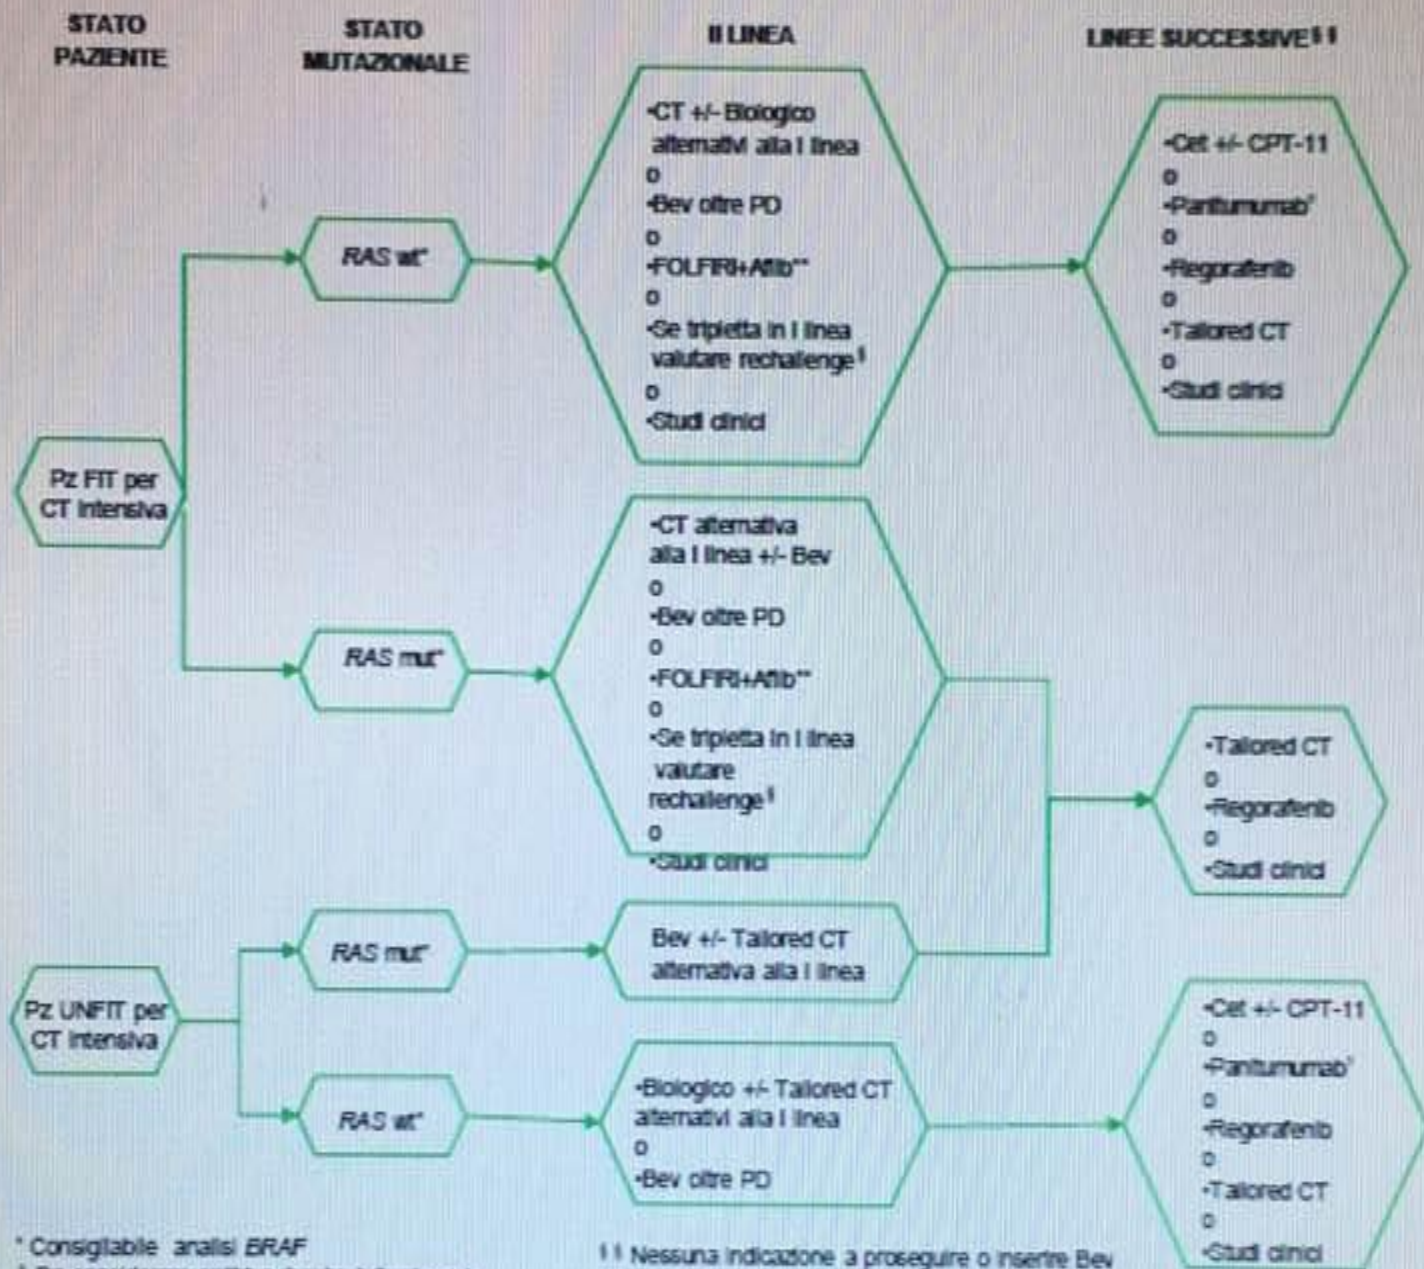 STATO
PAZIENTE
STATO
MUTAZIONALE
II LINEA
LINEE SUCCESSIVE§ §
Pz FIT per
CT intensiva
RAS wt*
•CT +/- Biologico
alternativi alla I linea
o
•Bev oltre PD
o
•FOLFIRI+Aflib**
o
•Se tripletta in I linea
valutare rechallenge§
o
•Studi clinici
•Cet +/- CPT-11
o
•Panitumumab
o
•Regorafenib
o
•Tailored CT
o
•Studi clinici
RAS mut*
•CT alternativa
alla I linea +/- Bev
o
•Bev oltre PD
o
•FOLFIRI+Aflib**
o
•Se tripletta in I linea
valutare
rechallenge§
o
•Studi clinici
•Tailored CT
o
•Regorafenib
o
•Studi clinici
Pz UNFIT per
CT intensiva
RAS mut*
Bev +/- Tailored CT
alternativa alla I linea
RAS wt*
•Biologico +/- Tailored CT
alternativi alla I linea
o
•Bev oltre PD
•Cet +/- CPT-11
o
•Panitumumab
o
•Regorafenib
o
•Tailored CT
o
•Studi clinici
* Consigliabile analisi BRAF
§ § Nessuna indicazione a proseguire o inserire Bev